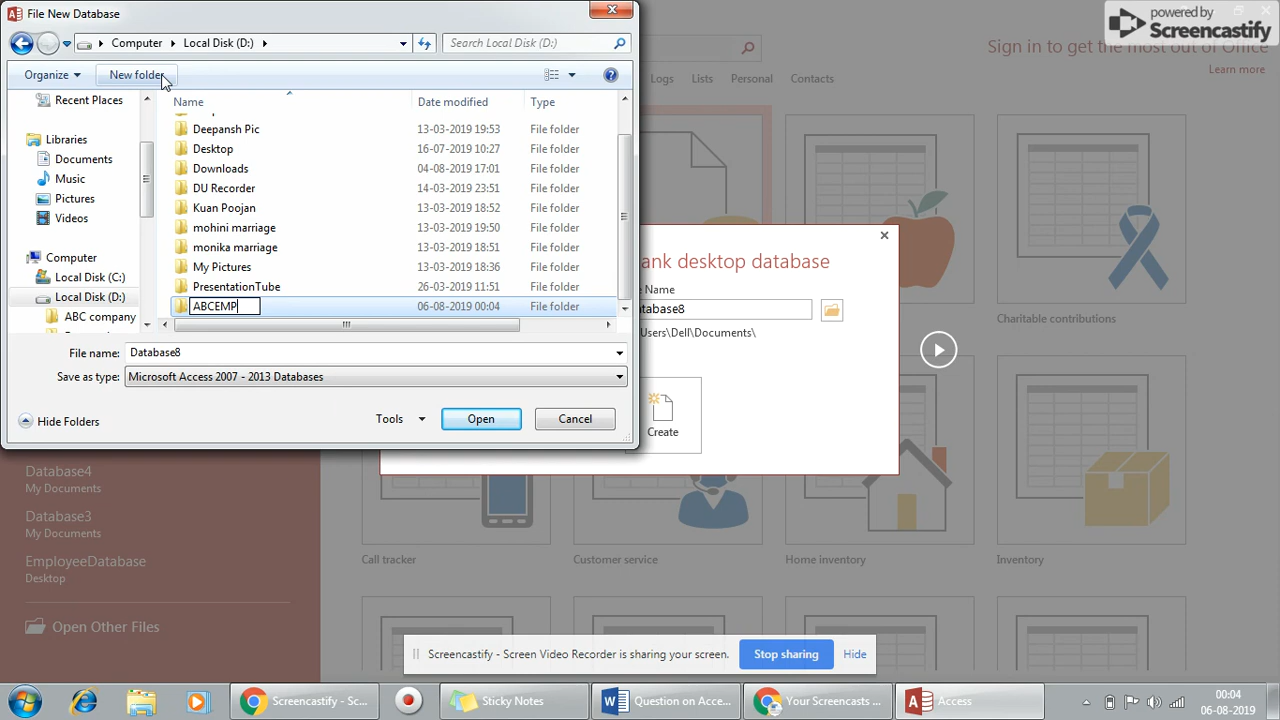 File New Database
powered by
Screencastify
Computer
Local Disk (D:)
Search Local Disk (D:)
Sign in to get the most out of Office
Learn more
Organize
New folder
Logs
Lists
Personal
Contacts
Recent Places
Libraries
Documents
Music
Pictures
Videos
Computer
Local Disk (C:)
Local Disk (D:)
ABC company
Name
Date modified
Type
Deepansh Pic 13-03-2019 19:53 File folder
Desktop 16-07-2019 10:27 File folder
Downloads 04-08-2019 17:01 File folder
DU Recorder 14-03-2019 23:51 File folder
Kuan Poojan 13-03-2019 18:52 File folder
mohini marriage 13-03-2019 19:50 File folder
monika marriage 13-03-2019 18:51 File folder
My Pictures 13-03-2019 18:36 File folder
PresentationTube 26-03-2019 11:51 File folder
ABCEMP 06-08-2019 00:04 File folder
File name: Database8
Save as type: Microsoft Access 2007 - 2013 Databases
Hide Folders
Tools
Open
Cancel
ank desktop database
e Name
atabase8
Users\Dell\Documents\
Create
Charitable contributions
Database4
My Documents
Database3
My Documents
EmployeeDatabase
Desktop
Open Other Files
Call tracker
Customer service
Home inventory
Inventory
Screencastify - Screen Video Recorder is sharing your screen.
Stop sharing
Hide
Screencastify - Sc...
Sticky Notes
Question on Acce...
Your Screencasts ...
Access
00:04
06-08-2019